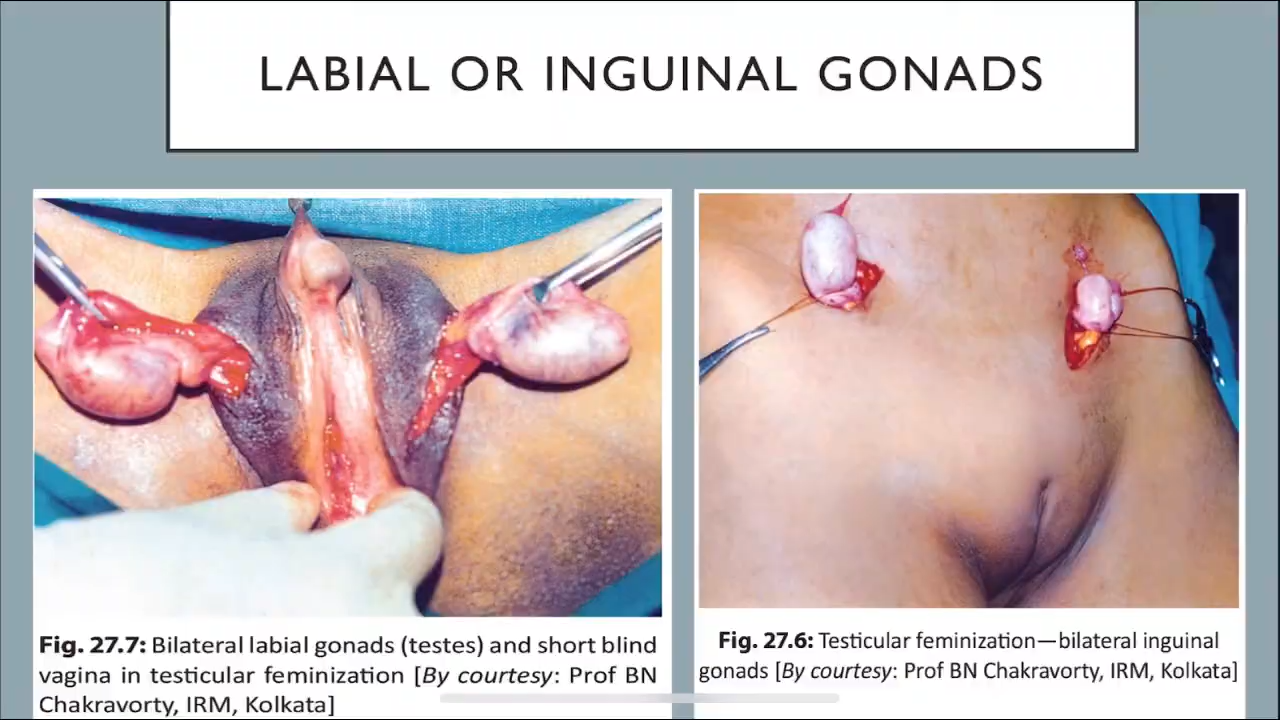 LABIAL OR INGUINAL GONADS
Fig. 27.7: Bilateral labial gonads (testes) and short blind
vagina in testicular feminization [By courtesy: Prof BN
Chakravorty, IRM, Kolkata]
Fig. 27.6: Testicular feminization—bilateral inguinal
gonads [By courtesy: Prof BN Chakravorty, IRM, Kolkata]